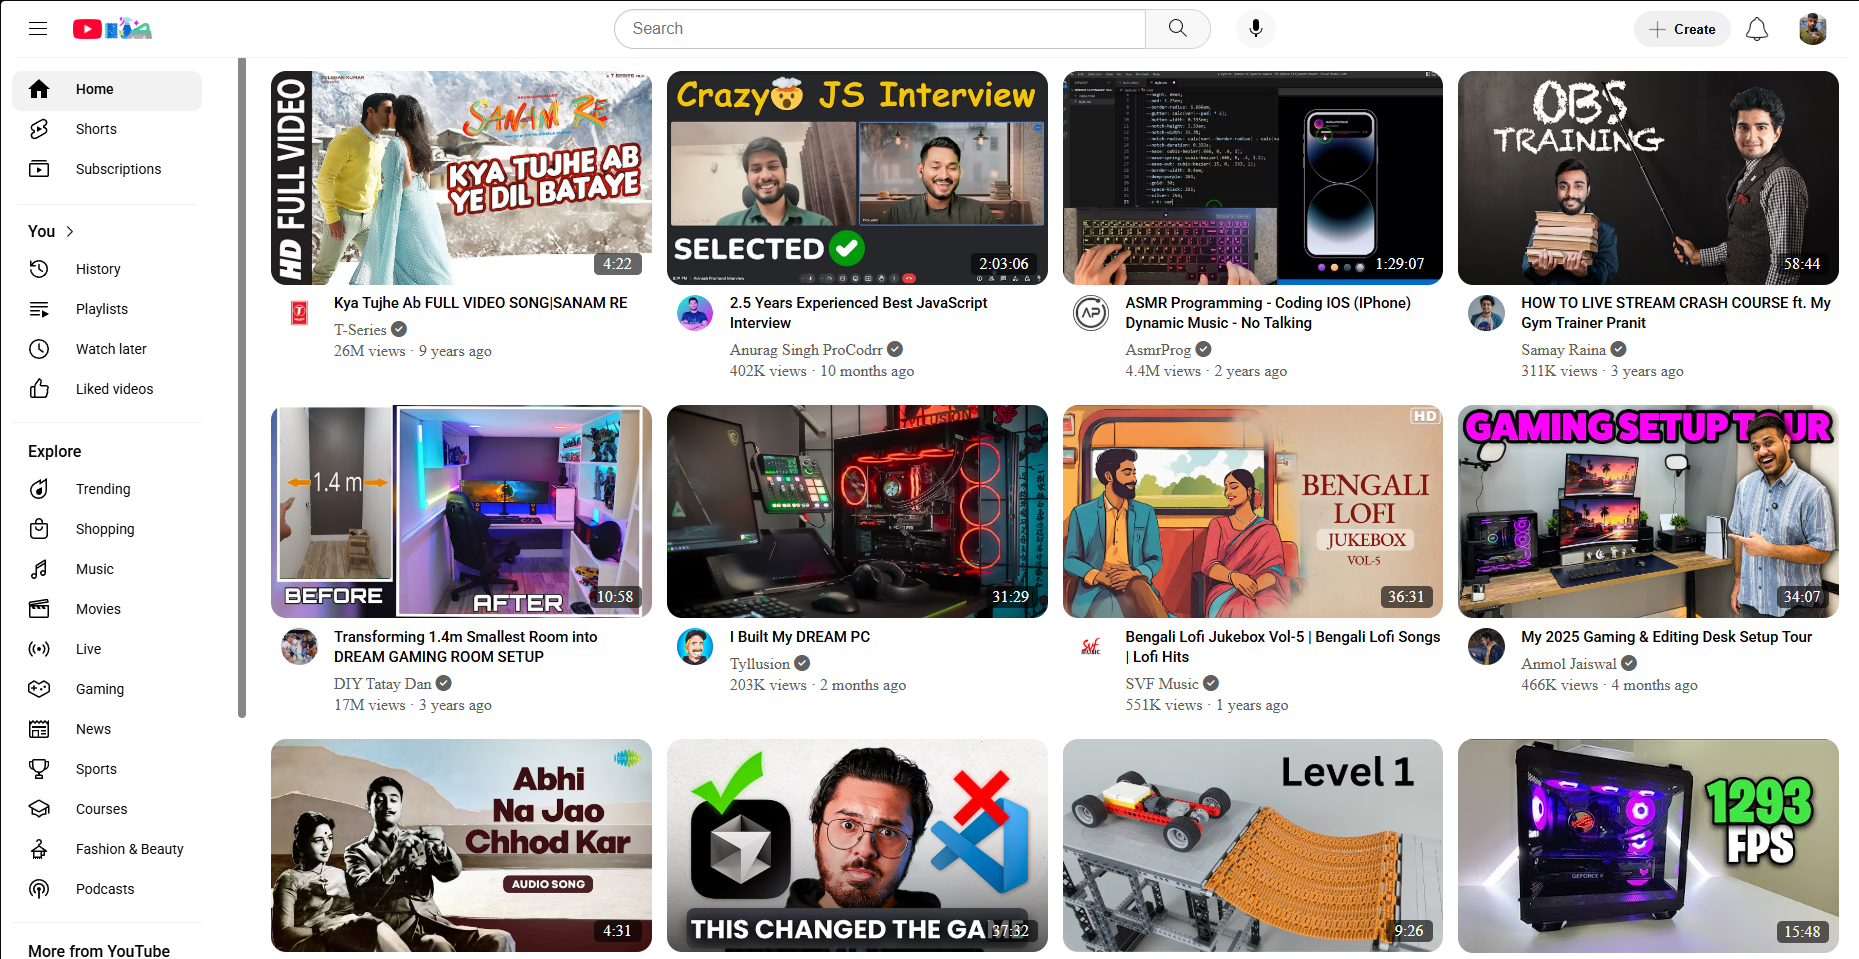 Search
Create
Home
Shorts
Subscriptions
You
History
Playlists
Watch later
Liked videos
Explore
Trending
Shopping
Music
Movies
Live
Gaming
News
Sports
Courses
Fashion & Beauty
Podcasts
More from YouTube
HD FULL VIDEO
SANAM RE
KYA TUJHE AB
YE DIL BATAYE
4:22
Kya Tujhe Ab FULL VIDEO SONG|SANAM RE
T-Series
26M views · 9 years ago
Crazy🤯 JS Interview
SELECTED
2:03:06
2.5 Years Experienced Best JavaScript
Interview
Anurag Singh ProCodrr
402K views · 10 months ago
1:29:07
ASMR Programming - Coding IOS (IPhone)
Dynamic Music - No Talking
AsmrProg
4.4M views · 2 years ago
OBS
TRAINING
58:44
HOW TO LIVE STREAM CRASH COURSE ft. My
Gym Trainer Pranit
Samay Raina
311K views · 3 years ago
1.4 m
BEFORE
AFTER
10:58
Transforming 1.4m Smallest Room into
DREAM GAMING ROOM SETUP
DIY Tatay Dan
17M views · 3 years ago
TYLLUSION
31:29
I Built My DREAM PC
Tyllusion
203K views · 2 months ago
HD
BENGALI
LOFI
JUKEBOX
VOL-5
36:31
Bengali Lofi Jukebox Vol-5 | Bengali Lofi Songs
| Lofi Hits
SVF Music
551K views · 1 years ago
GAMING SETUP TOUR
34:07
My 2025 Gaming & Editing Desk Setup Tour
Anmol Jaiswal
466K views · 4 months ago
Abhi
Na Jao
Chhod Kar
AUDIO SONG
4:31
THIS CHANGED THE GAME
37:32
Level 1
9:26
1293
FPS
GEFORCE
15:48